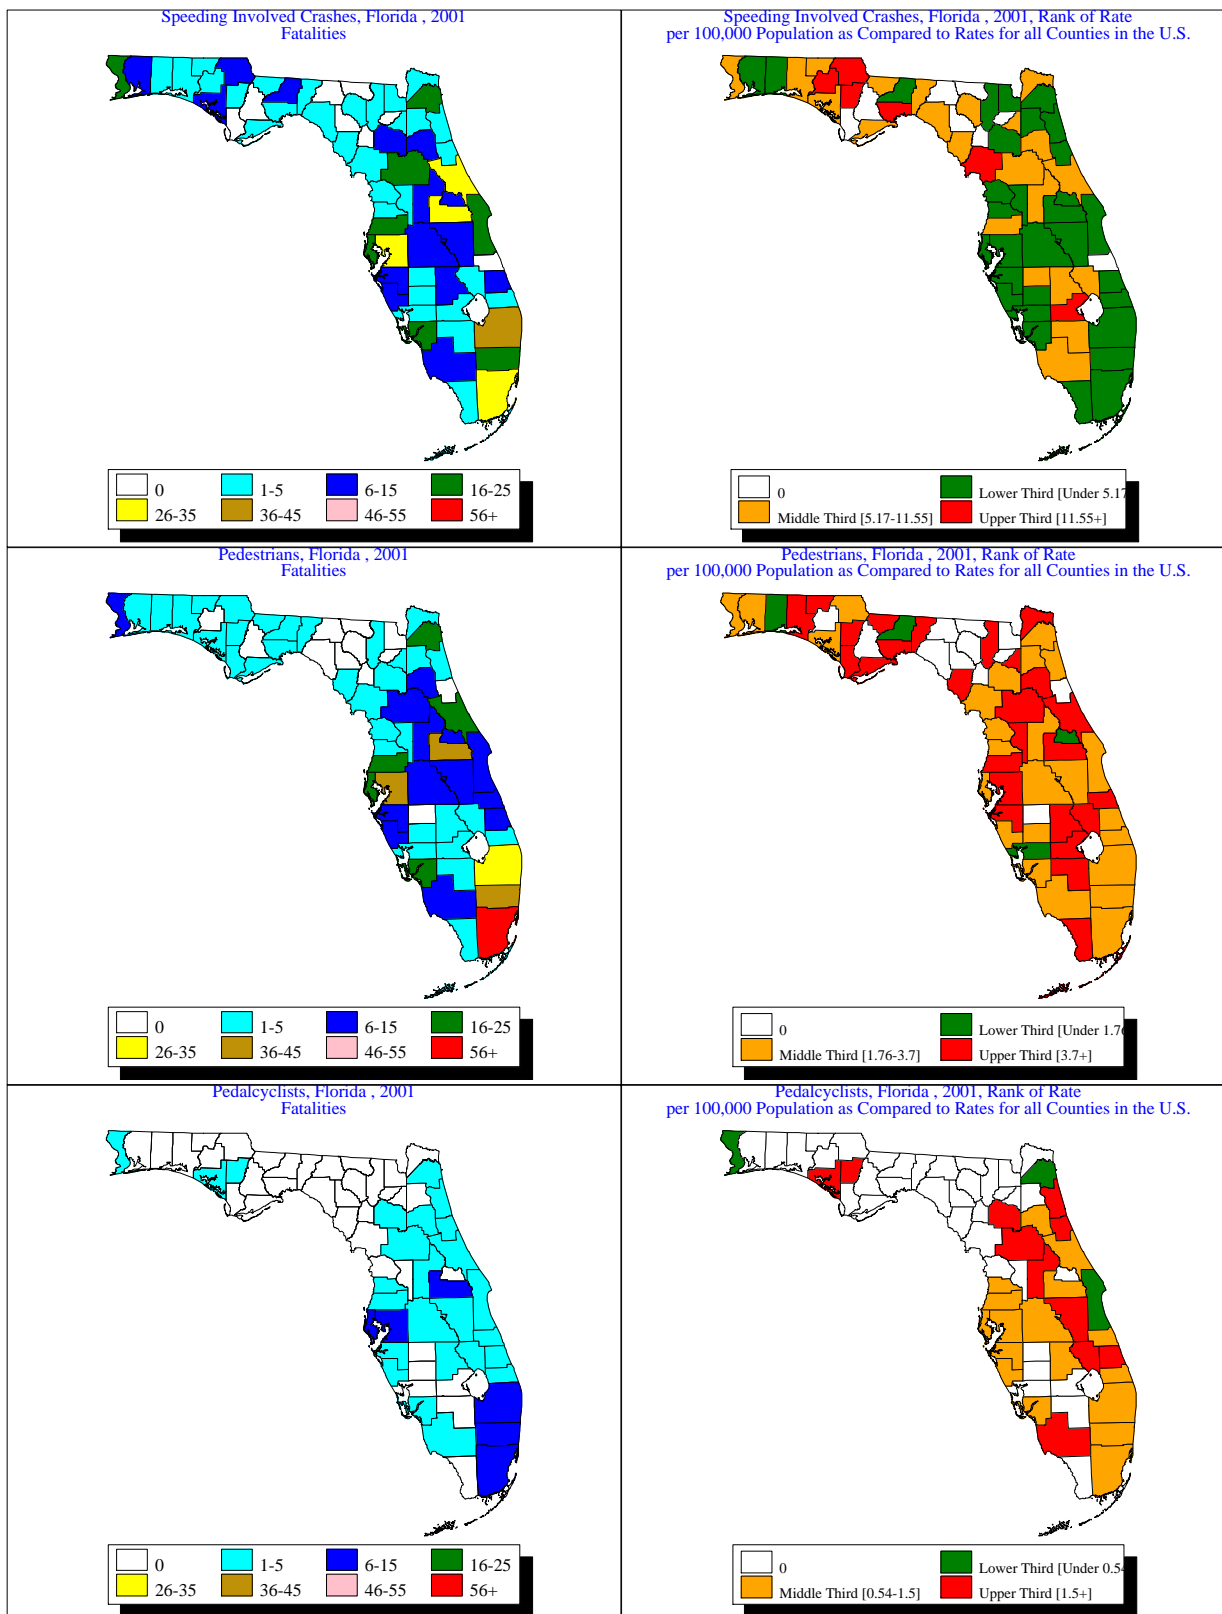 Speeding Involved Crashes, Florida , 2001
Fatalities
0
1-5
6-15
16-25
26-35
36-45
46-55
56+
Speeding Involved Crashes, Florida , 2001, Rank of Rate
per 100,000 Population as Compared to Rates for all Counties in the U.S.
0
Lower Third [Under 5.17
Middle Third [5.17-11.55]
Upper Third [11.55+]
Pedestrians, Florida , 2001
Fatalities
0
1-5
6-15
16-25
26-35
36-45
46-55
56+
Pedestrians, Florida , 2001, Rank of Rate
per 100,000 Population as Compared to Rates for all Counties in the U.S.
0
Lower Third [Under 1.76
Middle Third [1.76-3.7]
Upper Third [3.7+]
Pedalcyclists, Florida , 2001
Fatalities
0
1-5
6-15
16-25
26-35
36-45
46-55
56+
Pedalcyclists, Florida , 2001, Rank of Rate
per 100,000 Population as Compared to Rates for all Counties in the U.S.
0
Lower Third [Under 0.54
Middle Third [0.54-1.5]
Upper Third [1.5+]